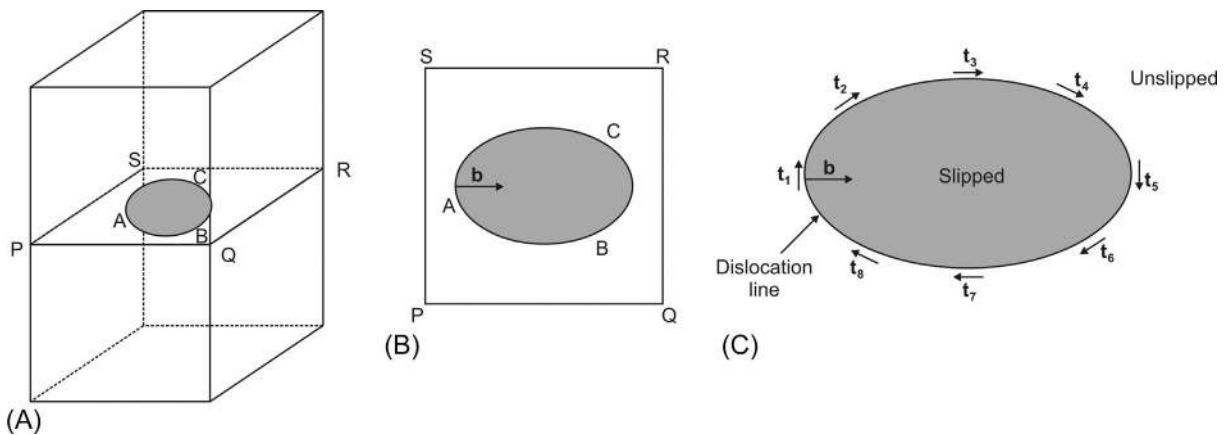 S
C
A
B
P
Q
R
(A)
S
R
C
b
A
B
P
Q
(B)
t3
t2
t4
Unslipped
t1
b
Slipped
t5
Dislocation
line
t8
t7
t6
(C)